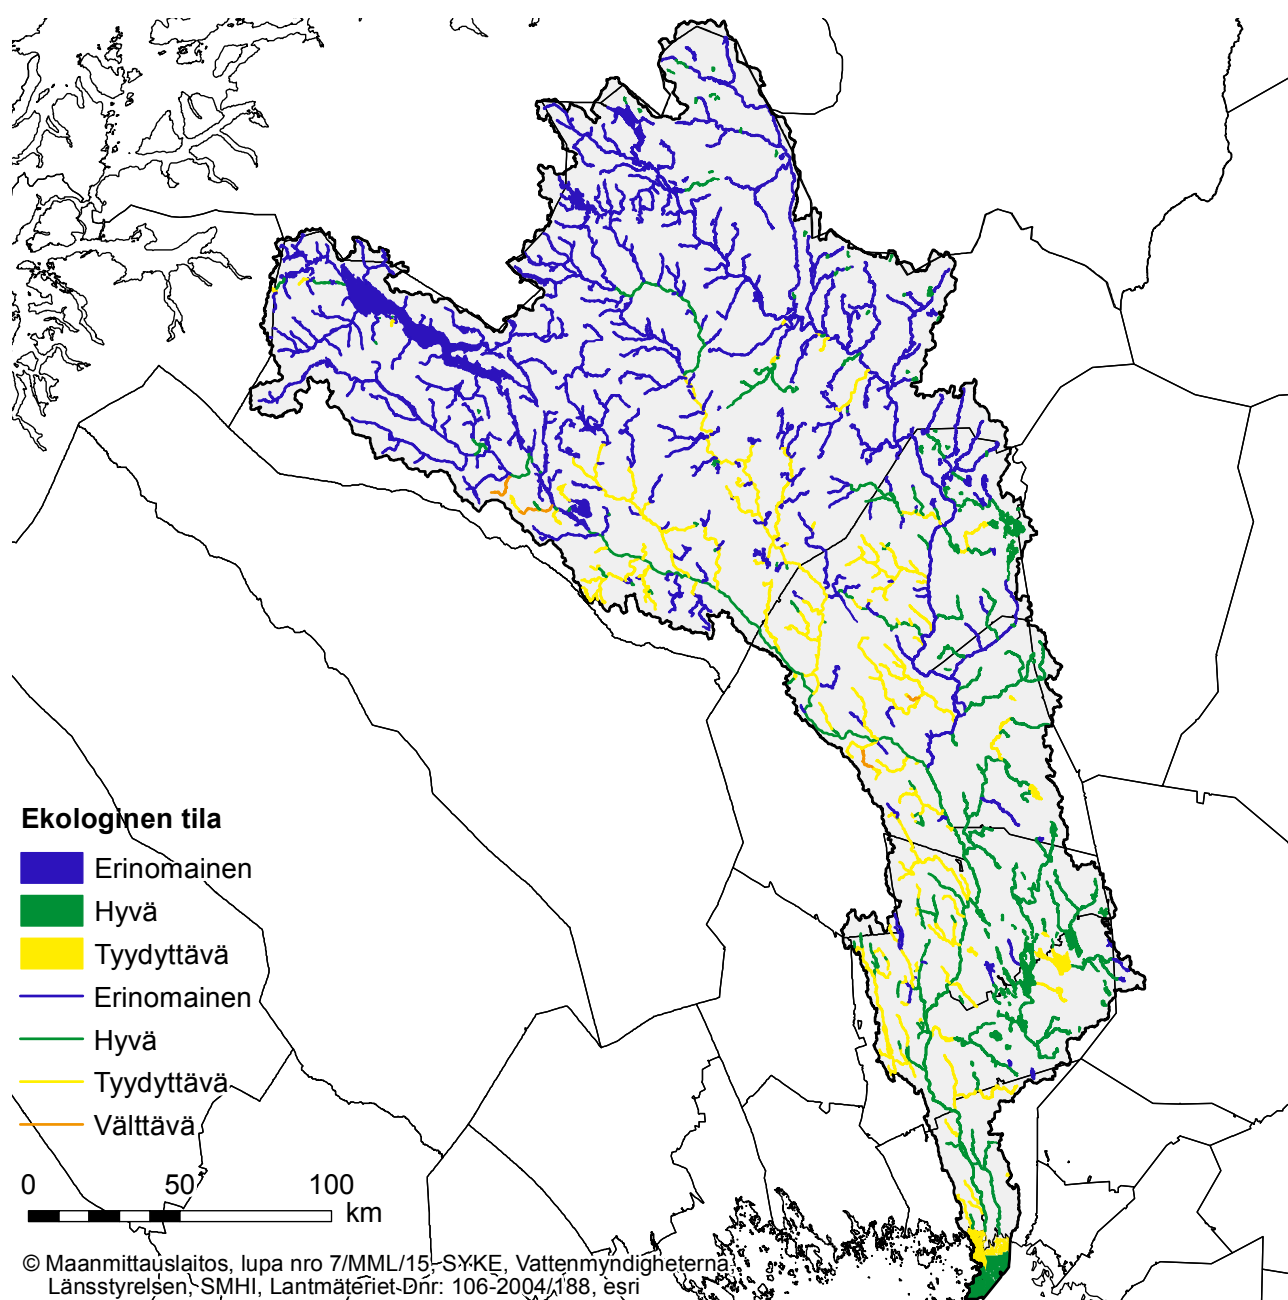 Ekologinen tila
Erinomainen
Hyvä
Tyydyttävä
Erinomainen
Hyvä
Tyydyttävä
Välttävä
0 50 100
km
© Maanmittauslaitos, lupa nro 7/MML/15, SYKE, Vattenmyndigheterna,
Länsstyrelsen, SMHI, Lantmäteriet Dnr: 106-2004/188, esri